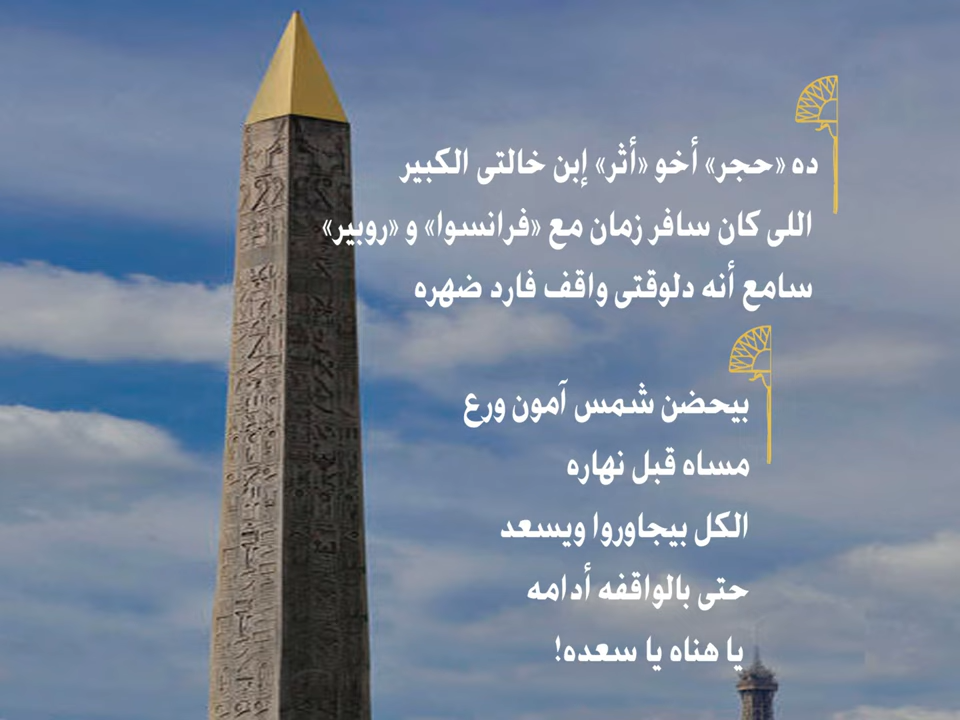 ده «حجر» أخو «أثر» إبن خالتى الكبير
اللى كان سافر زمان مع «فرانسوا» و «روبير»
سامع أنه دلوقتى واقف فارد ضهره
بيحضن شمس آمون ورع
مساه قبل نهاره
الكل بيجاوروا ويسعد
حتى بالواقفه أدامه
يا هناه يا سعده!